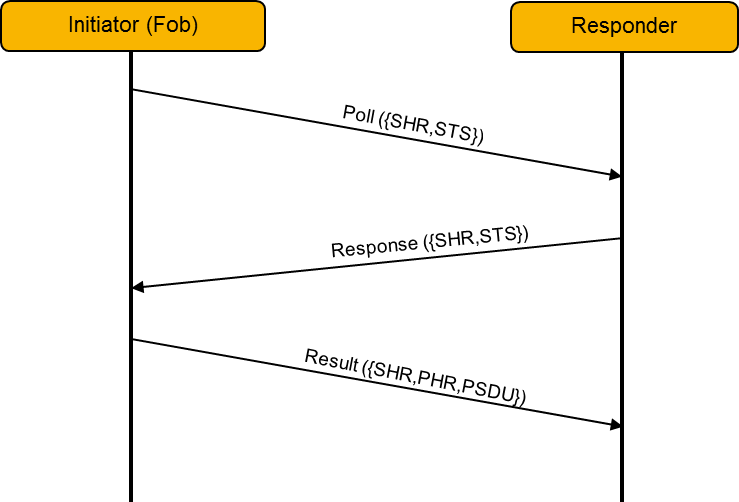 Initiator (Fob)
Responder
Poll ({SHR,STS})
Response ({SHR,STS})
Result ({SHR,PHR,PSDU})